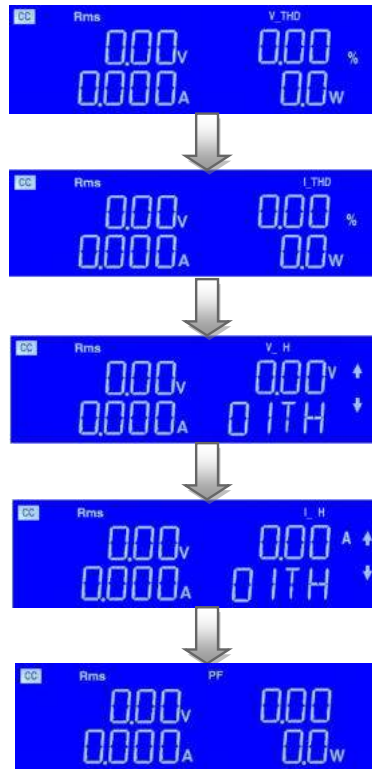 CC Rms V_THD
0.00V 0.00 %
0.000A 0.0W
CC Rms I_THD
0.00V 0.00 %
0.000A 0.0W
CC Rms V_ H
0.00V 0.00V
0.000A 01TH
CC Rms I_ H
0.00V 0.00 A
0.000A 01TH
CC Rms PF
0.00V 0.00
0.000A 0.0W